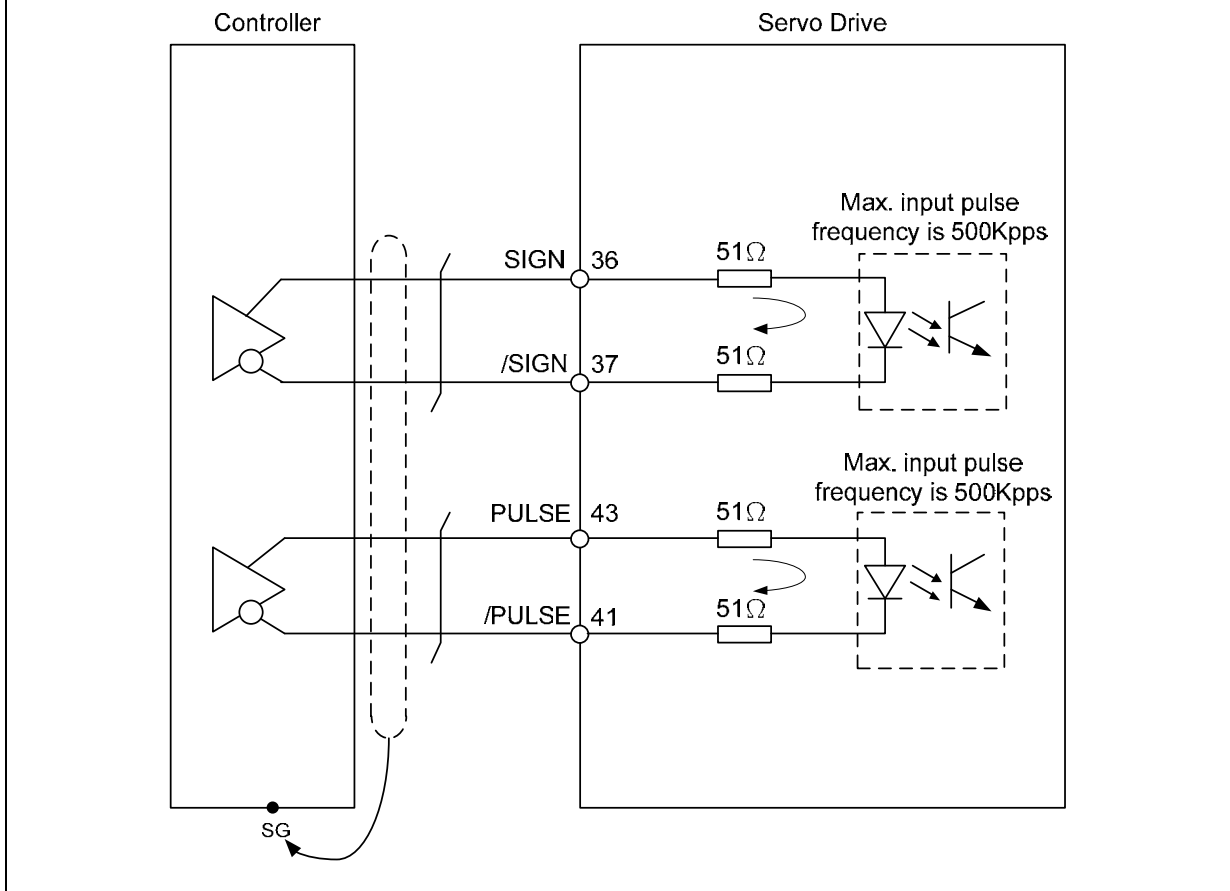 Controller
Servo Drive
Max. input pulse
frequency is 500Kpps
SIGN 36
51Ω
/SIGN 37
51Ω
Max. input pulse
frequency is 500Kpps
PULSE 43
51Ω
/PULSE 41
51Ω
SG